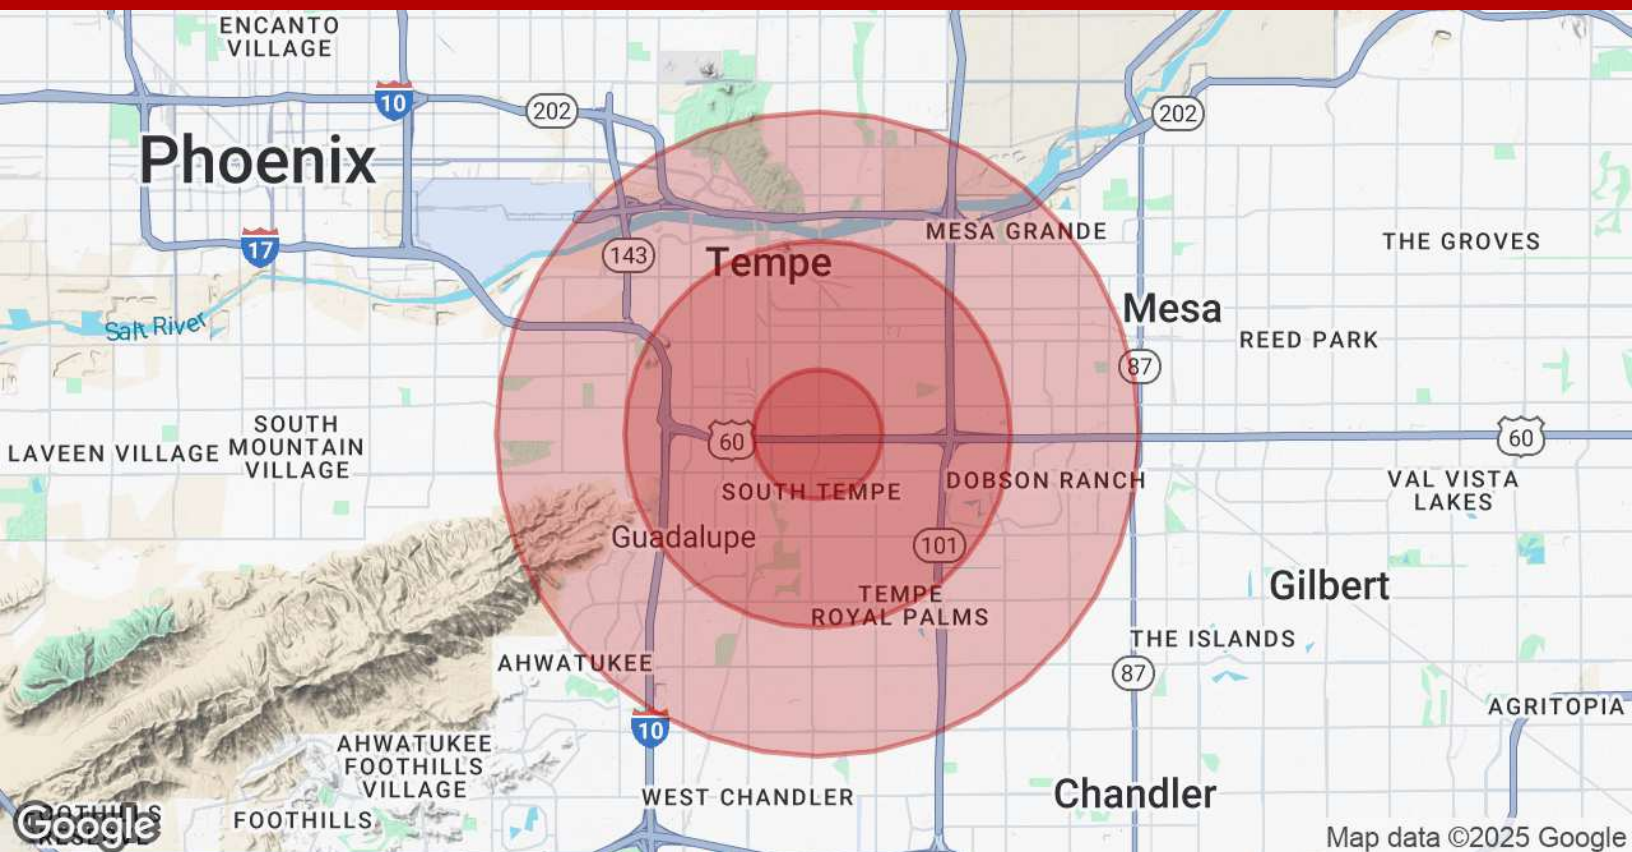 ENCANTO
VILLAGE
10
202
202
Phoenix
17
143
MESA GRANDE
THE GROVES
Tempe
Mesa
Salt River
REED PARK
87
SOUTH
MOUNTAIN
VILLAGE
LAVEEN VILLAGE
60
60
SOUTH TEMPE
DOBSON RANCH
VAL VISTA
LAKES
Guadalupe
101
Gilbert
TEMPE
ROYAL PALMS
THE ISLANDS
AHWATUKEE
87
AGRITOPIA
10
AHWATUKEE
FOOTHILLS
VILLAGE
WEST CHANDLER
Chandler
FOOTHILLS
Google
Map data ©2025 Google